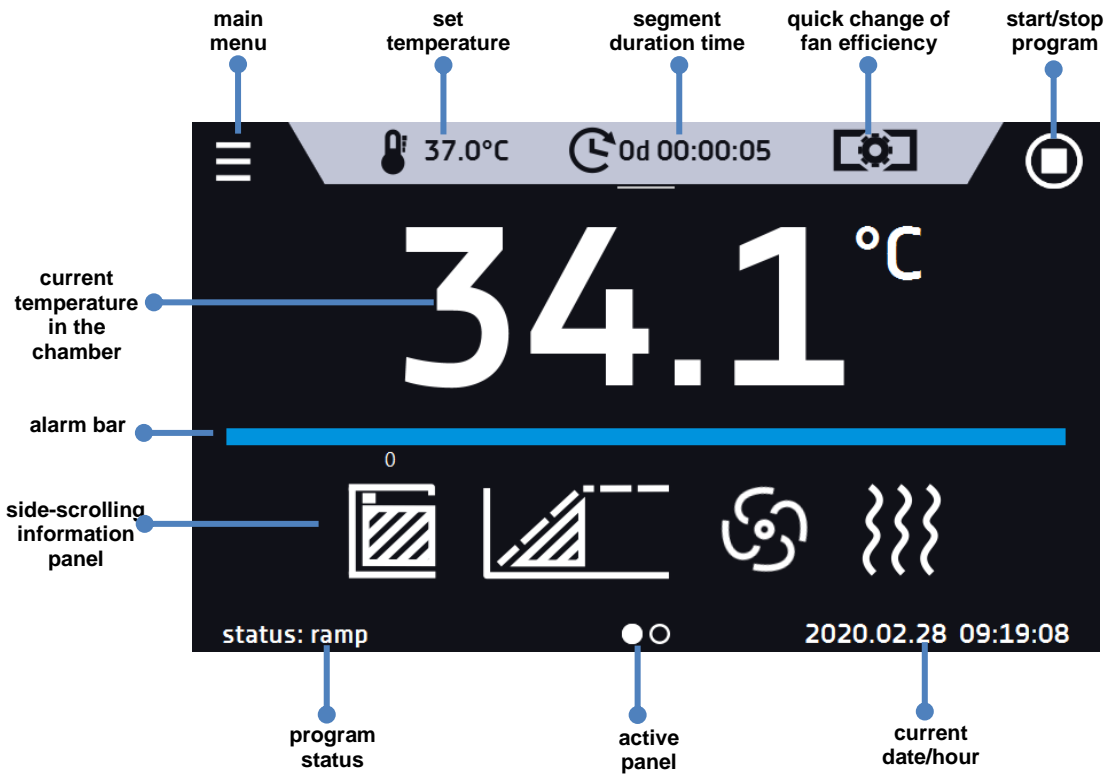 main
menu
set
temperature
segment
duration time
quick change of
fan efficiency
start/stop
program
37.0°C
0d 00:00:05
34.1 °C
current
temperature
in the
chamber
alarm bar
0
side-scrolling
information
panel
status: ramp
2020.02.28 09:19:08
program
status
active
panel
current
date/hour